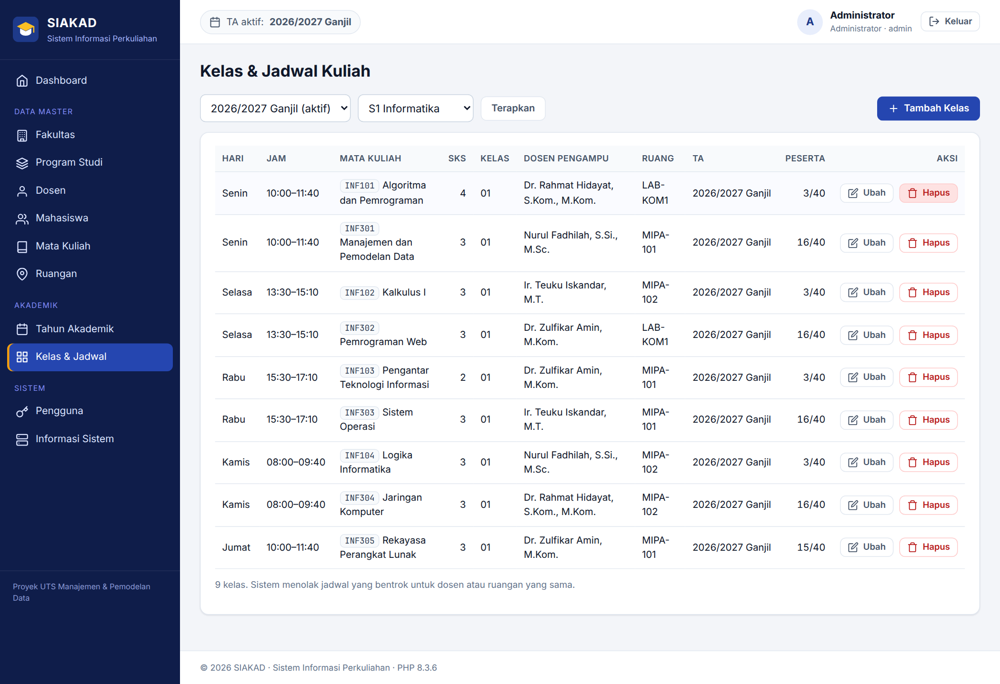 SIAKAD
Sistem Informasi Perkuliahan
Dashboard
DATA MASTER
Fakultas
Program Studi
Dosen
Mahasiswa
Mata Kuliah
Ruangan
AKADEMIK
Tahun Akademik
Kelas & Jadwal
SISTEM
Pengguna
Informasi Sistem
Proyek UTS Manajemen & Pemodelan
Data
TA aktif: 2026/2027 Ganjil
A
Administrator
Administrator · admin
Keluar
Kelas & Jadwal Kuliah
2026/2027 Ganjil (aktif)
S1 Informatika
Terapkan
Tambah Kelas
HARI JAM MATA KULIAH SKS KELAS DOSEN PENGAMPU RUANG TA PESERTA AKSI
Senin 10:00–11:40 INF101 Algoritma dan Pemrograman 4 01 Dr. Rahmat Hidayat, S.Kom., M.Kom. LAB-KOM1 2026/2027 Ganjil 3/40 Ubah Hapus
Senin 10:00–11:40 INF301 Manajemen dan Pemodelan Data 3 01 Nurul Fadhilah, S.Si., M.Sc. MIPA-101 2026/2027 Ganjil 16/40 Ubah Hapus
Selasa 13:30–15:10 INF102 Kalkulus I 3 01 Ir. Teuku Iskandar, M.T. MIPA-102 2026/2027 Ganjil 3/40 Ubah Hapus
Selasa 13:30–15:10 INF302 Pemrograman Web 3 01 Dr. Zulfikar Amin, M.Kom. LAB-KOM1 2026/2027 Ganjil 16/40 Ubah Hapus
Rabu 15:30–17:10 INF103 Pengantar Teknologi Informasi 2 01 Dr. Zulfikar Amin, M.Kom. MIPA-101 2026/2027 Ganjil 3/40 Ubah Hapus
Rabu 15:30–17:10 INF303 Sistem Operasi 3 01 Ir. Teuku Iskandar, M.T. MIPA-101 2026/2027 Ganjil 16/40 Ubah Hapus
Kamis 08:00–09:40 INF104 Logika Informatika 3 01 Nurul Fadhilah, S.Si., M.Sc. MIPA-102 2026/2027 Ganjil 3/40 Ubah Hapus
Kamis 08:00–09:40 INF304 Jaringan Komputer 3 01 Dr. Rahmat Hidayat, S.Kom., M.Kom. MIPA-102 2026/2027 Ganjil 16/40 Ubah Hapus
Jumat 10:00–11:40 INF305 Rekayasa Perangkat Lunak 3 01 Dr. Zulfikar Amin, M.Kom. MIPA-101 2026/2027 Ganjil 15/40 Ubah Hapus
9 kelas. Sistem menolak jadwal yang bentrok untuk dosen atau ruangan yang sama.
© 2026 SIAKAD · Sistem Informasi Perkuliahan · PHP 8.3.6